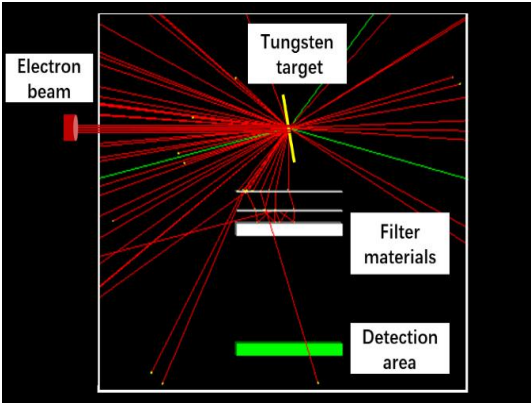 Tungsten
target
Electron
beam
Filter
materials
Detection
area